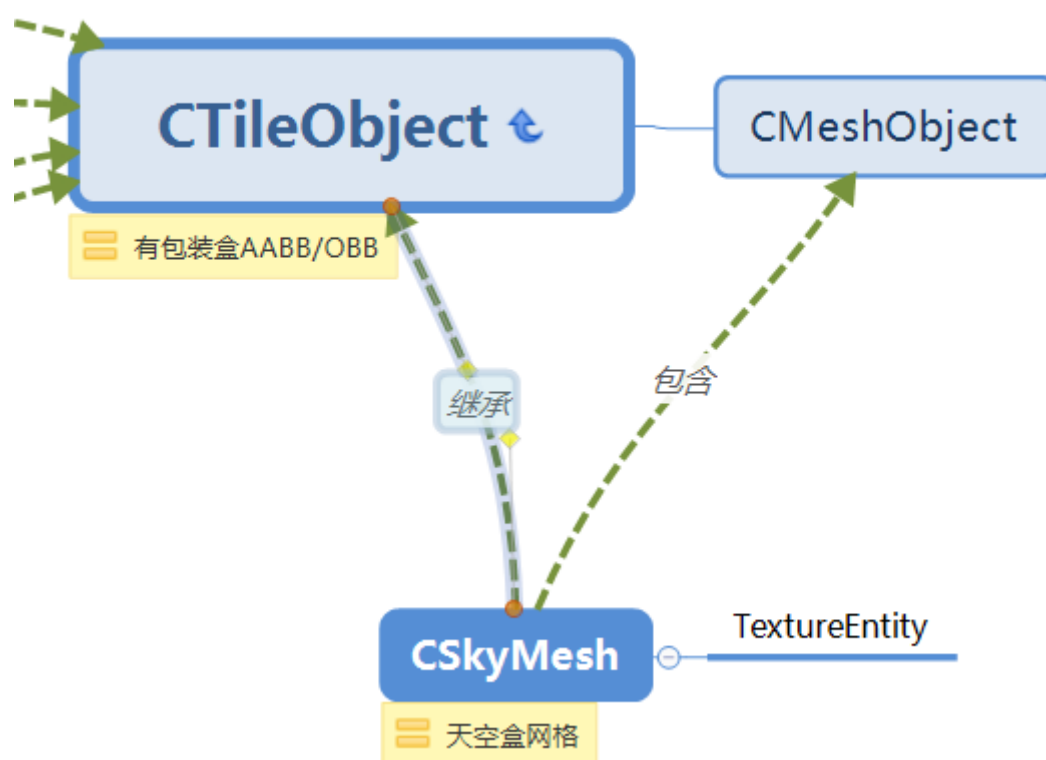 CTileObject
CMeshObject
有包装盒AABB/OBB
继承
包含
CSkyMesh
TextureEntity
天空盒网格